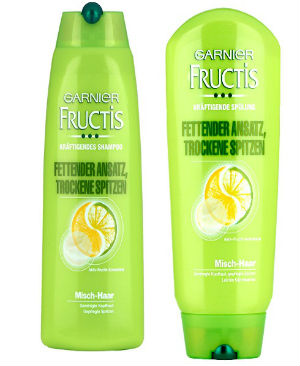 GARNIER
FRUCTIS
KRÄFTIGENDES SHAMPOO
FETTENDER ANSATZ,
TROCKENE SPITZEN
Misch-Haar
GARNIER
FRUCTIS
KRÄFTIGENDE SPÜLUNG
FETTENDER ANSATZ,
TROCKENE SPITZEN
Misch-Haar